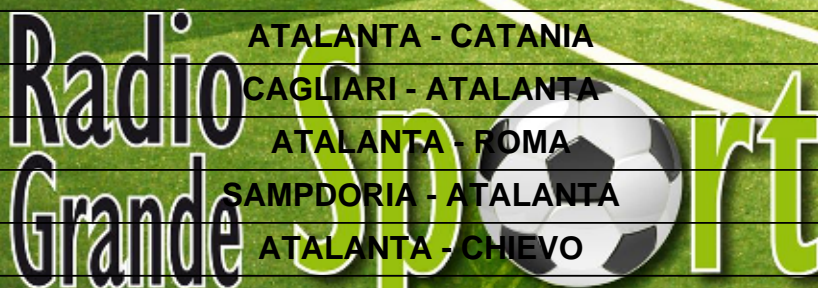 Radio
Grande
Sport
ATALANTA - CATANIA
CAGLIARI - ATALANTA
ATALANTA - ROMA
SAMPDORIA - ATALANTA
ATALANTA - CHIEVO